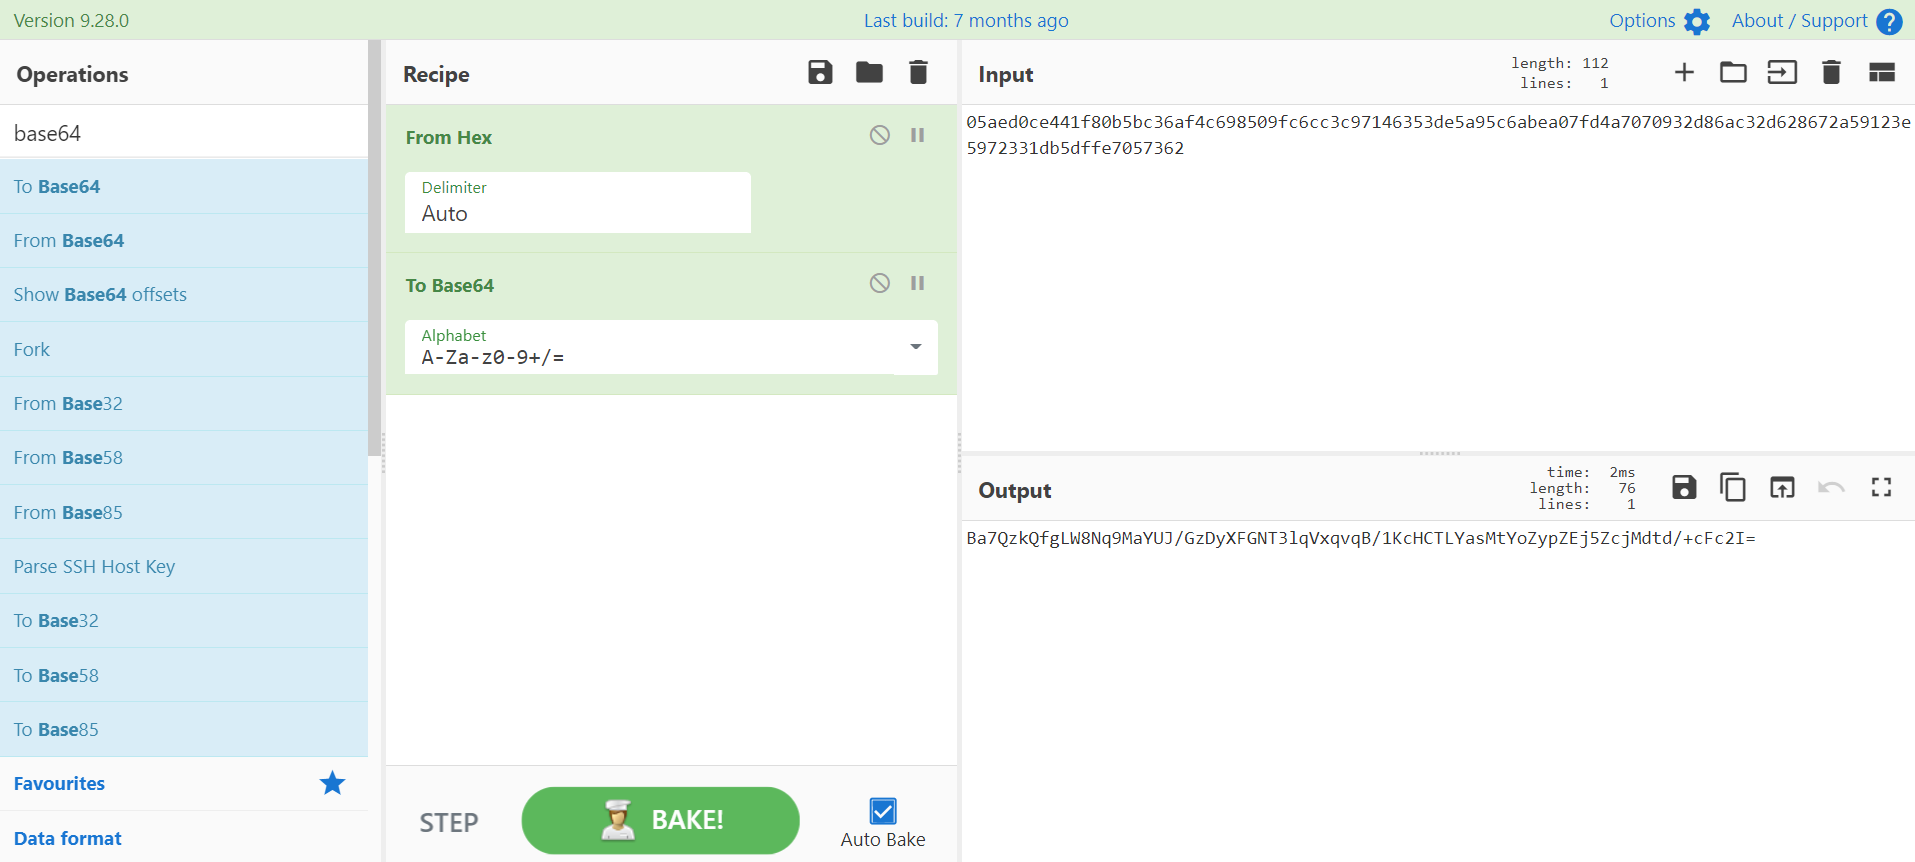 Version 9.28.0
Last build: 7 months ago
Options
About / Support
Operations
base64
To Base64
From Base64
Show Base64 offsets
Fork
From Base32
From Base58
From Base85
Parse SSH Host Key
To Base32
To Base58
To Base85
Favourites
Data format
Recipe
From Hex
Delimiter
Auto
To Base64
Alphabet
A-Za-z0-9+/=
STEP
BAKE!
Auto Bake
Input
length: 112
lines: 1
05aed0ce441f80b5bc36af4c698509fc6cc3c97146353de5a95c6abea07fd4a7070932d86ac32d628672a59123e
5972331db5dffe7057362
Output
time: 2ms
length: 76
lines: 1
Ba7QzkQfgLW8Nq9MaYUJ/GzDyXFGNT3lqVxqvqB/1KcHCTLYasMtYoZypZEj5ZcjMdtd/+cFc2I=